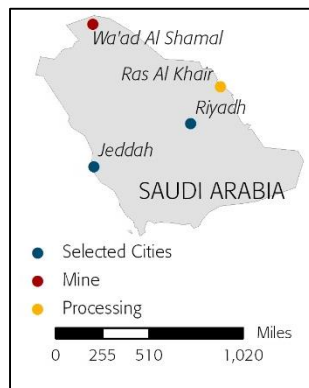 Wa'ad Al Shamal
Ras Al Khair
Riyadh
Jeddah
SAUDI ARABIA
Selected Cities
Mine
Processing
Miles
0 255 510 1,020